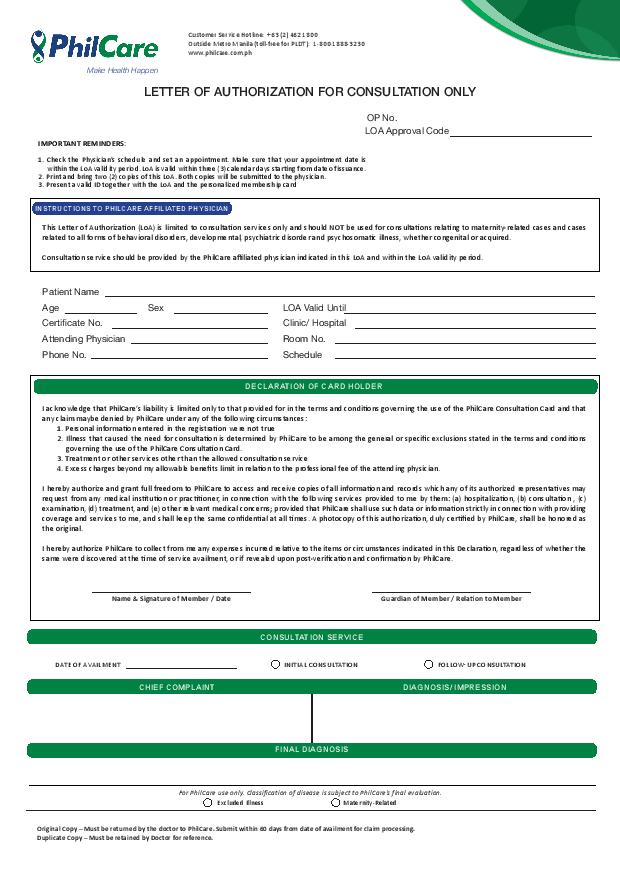 PhilCare
Make Health Happen
Customer Service Hotline: +63 (2) 462 1800
Outside Metro Manila (toll-free for PLDT): 1-800-1888-3230
www.philcare.com.ph
LETTER OF AUTHORIZATION FOR CONSULTATION ONLY
OP No.
LOA Approval Code
IMPORTANT REMINDERS:
1. Check the Physician's schedule and set an appointment. Make sure that your appointment date is
within the LOA validity period. LOA is valid within three (3) calendar days starting from date of issuance.
2. Print and bring two (2) copies of this LOA. Both copies will be submitted to the physician.
3. Present a valid ID together with the LOA and the personalized membership card
INSTRUCTIONS TO PHILCARE AFFILIATED PHYSICIAN
This Letter of Authorization (LOA) is limited to consultation services only and should NOT be used for consultations relating to maternity-related cases and cases
related to all forms of behavioral disorders, developmental, psychiatric disorder and psychosomatic illness, whether congenital or acquired.
Consultation service should be provided by the PhilCare affiliated physician indicated in this LOA and within the LOA validity period.
Patient Name
Age Sex LOA Valid Until
Certificate No. Clinic/ Hospital
Attending Physician Room No.
Phone No. Schedule
DECLARATION OF CARD HOLDER
I acknowledge that PhilCare's liability is limited only to that provided for in the terms and conditions governing the use of the PhilCare Consultation Card and that
any claim may be denied by PhilCare under any of the following circumstances:
1. Personal information entered in the registration were not true
2. Illness that caused the need for consultation is determined by PhilCare to be among the general or specific exclusions stated in the terms and conditions
governing the use of the PhilCare Consultation Card.
3. Treatment or other services other than the allowed consultation service
4. Excess charges beyond my allowable benefits limit in relation to the professional fee of the attending physician.
I hereby authorize and grant full freedom to PhilCare to access and receive copies of all information and records which any of its authorized representatives may
request from any medical institution or practitioner, in connection with the following services provided to me by them: (a) hospitalization, (b) consultation, (c)
examination, (d) treatment, and (e) other relevant medical concerns; provided that PhilCare shall use such data or information strictly in connection with providing
coverage and services to me, and shall keep the same confidential at all times. A photocopy of this authorization, duly certified by PhilCare, shall be honored as
the original.
I hereby authorize PhilCare to collect from me any expenses incurred relative to the items or circumstances indicated in this Declaration, regardless of whether the
same were discovered at the time of service availment, or if revealed upon post-verification and confirmation by PhilCare.
Name & Signature of Member / Date Guardian of Member / Relation to Member
CONSULTATION SERVICE
DATE OF AVAILMENT INITIAL CONSULTATION FOLLOW-UP CONSULTATION
CHIEF COMPLAINT DIAGNOSIS/IMPRESSION
FINAL DIAGNOSIS
For PhilCare use only. Classification of disease is subject to PhilCare's final evaluation.
Excluded Illness Maternity-Related
Original Copy – Must be returned by the doctor to PhilCare. Submit within 60 days from date of availment for claim processing.
Duplicate Copy – Must be retained by Doctor for reference.